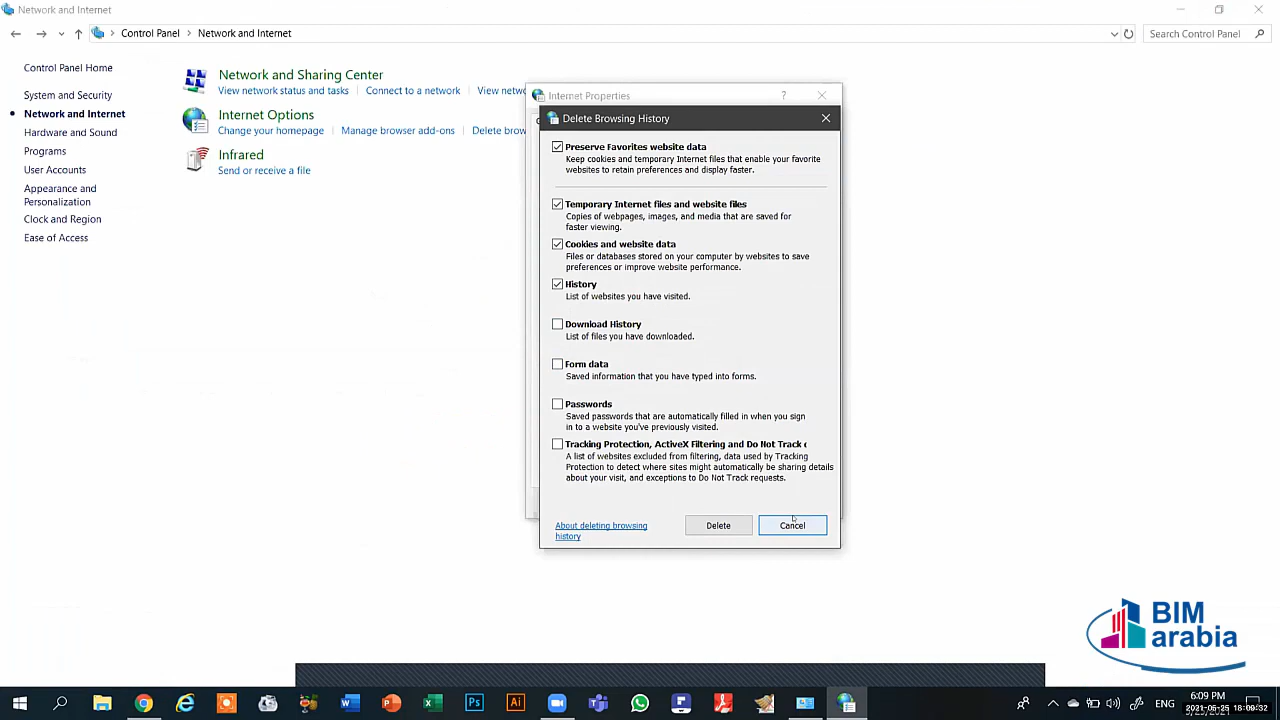 Network and Internet
Control Panel
Network and Internet
Search Control Panel
Control Panel Home
System and Security
Network and Internet
Hardware and Sound
Programs
User Accounts
Appearance and
Personalization
Clock and Region
Ease of Access
Network and Sharing Center
View network status and tasks
Connect to a network
Internet Options
Change your homepage
Manage browser add-ons
Infrared
Send or receive a file
Internet Properties
?
Delete Browsing History
Preserve Favorites website data
Keep cookies and temporary Internet files that enable your favorite
websites to retain preferences and display faster.
Temporary Internet files and website files
Copies of webpages, images, and media that are saved for
faster viewing.
Cookies and website data
Files or databases stored on your computer by websites to save
preferences or improve website performance.
History
List of websites you have visited.
Download History
List of files you have downloaded.
Form data
Saved information that you have typed into forms.
Passwords
Saved passwords that are automatically filled in when you sign
in to a website you've previously visited.
Tracking Protection, ActiveX Filtering and Do Not Track
A list of websites excluded from filtering, data used by Tracking
Protection to detect where sites might automatically be sharing details
about your visit, and exceptions to Do Not Track requests.
About deleting browsing
history
Delete
Cancel
BIM
arabia
ENG
6:09 PM
2021-05-25 18:09:32